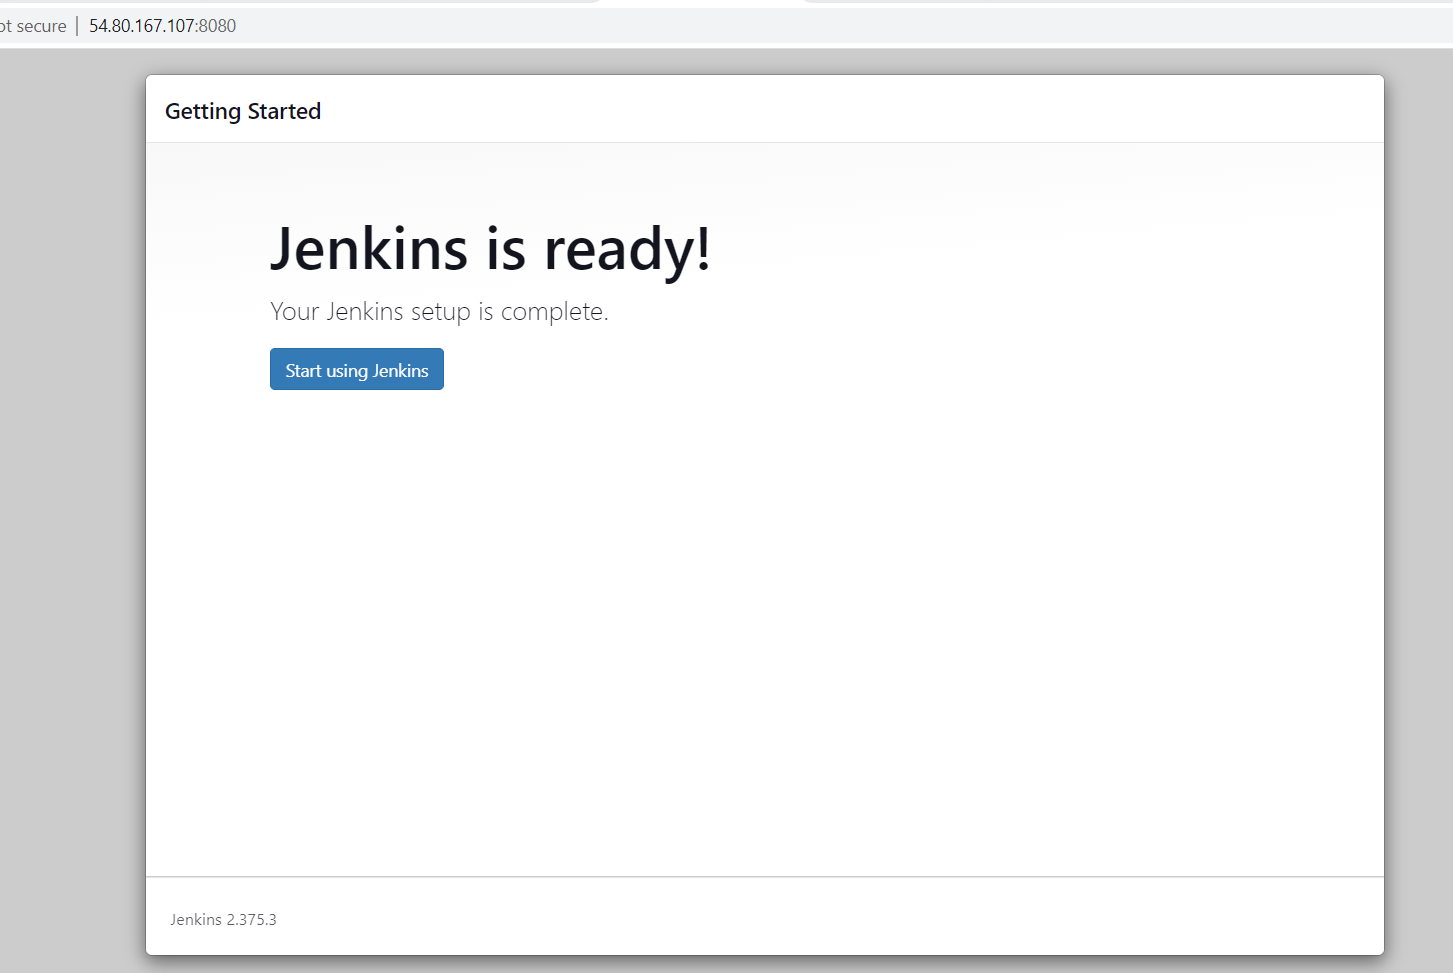 secure | 54.80.167.107:8080
Getting Started
Jenkins is ready!
Your Jenkins setup is complete.
Start using Jenkins
Jenkins 2.375.3